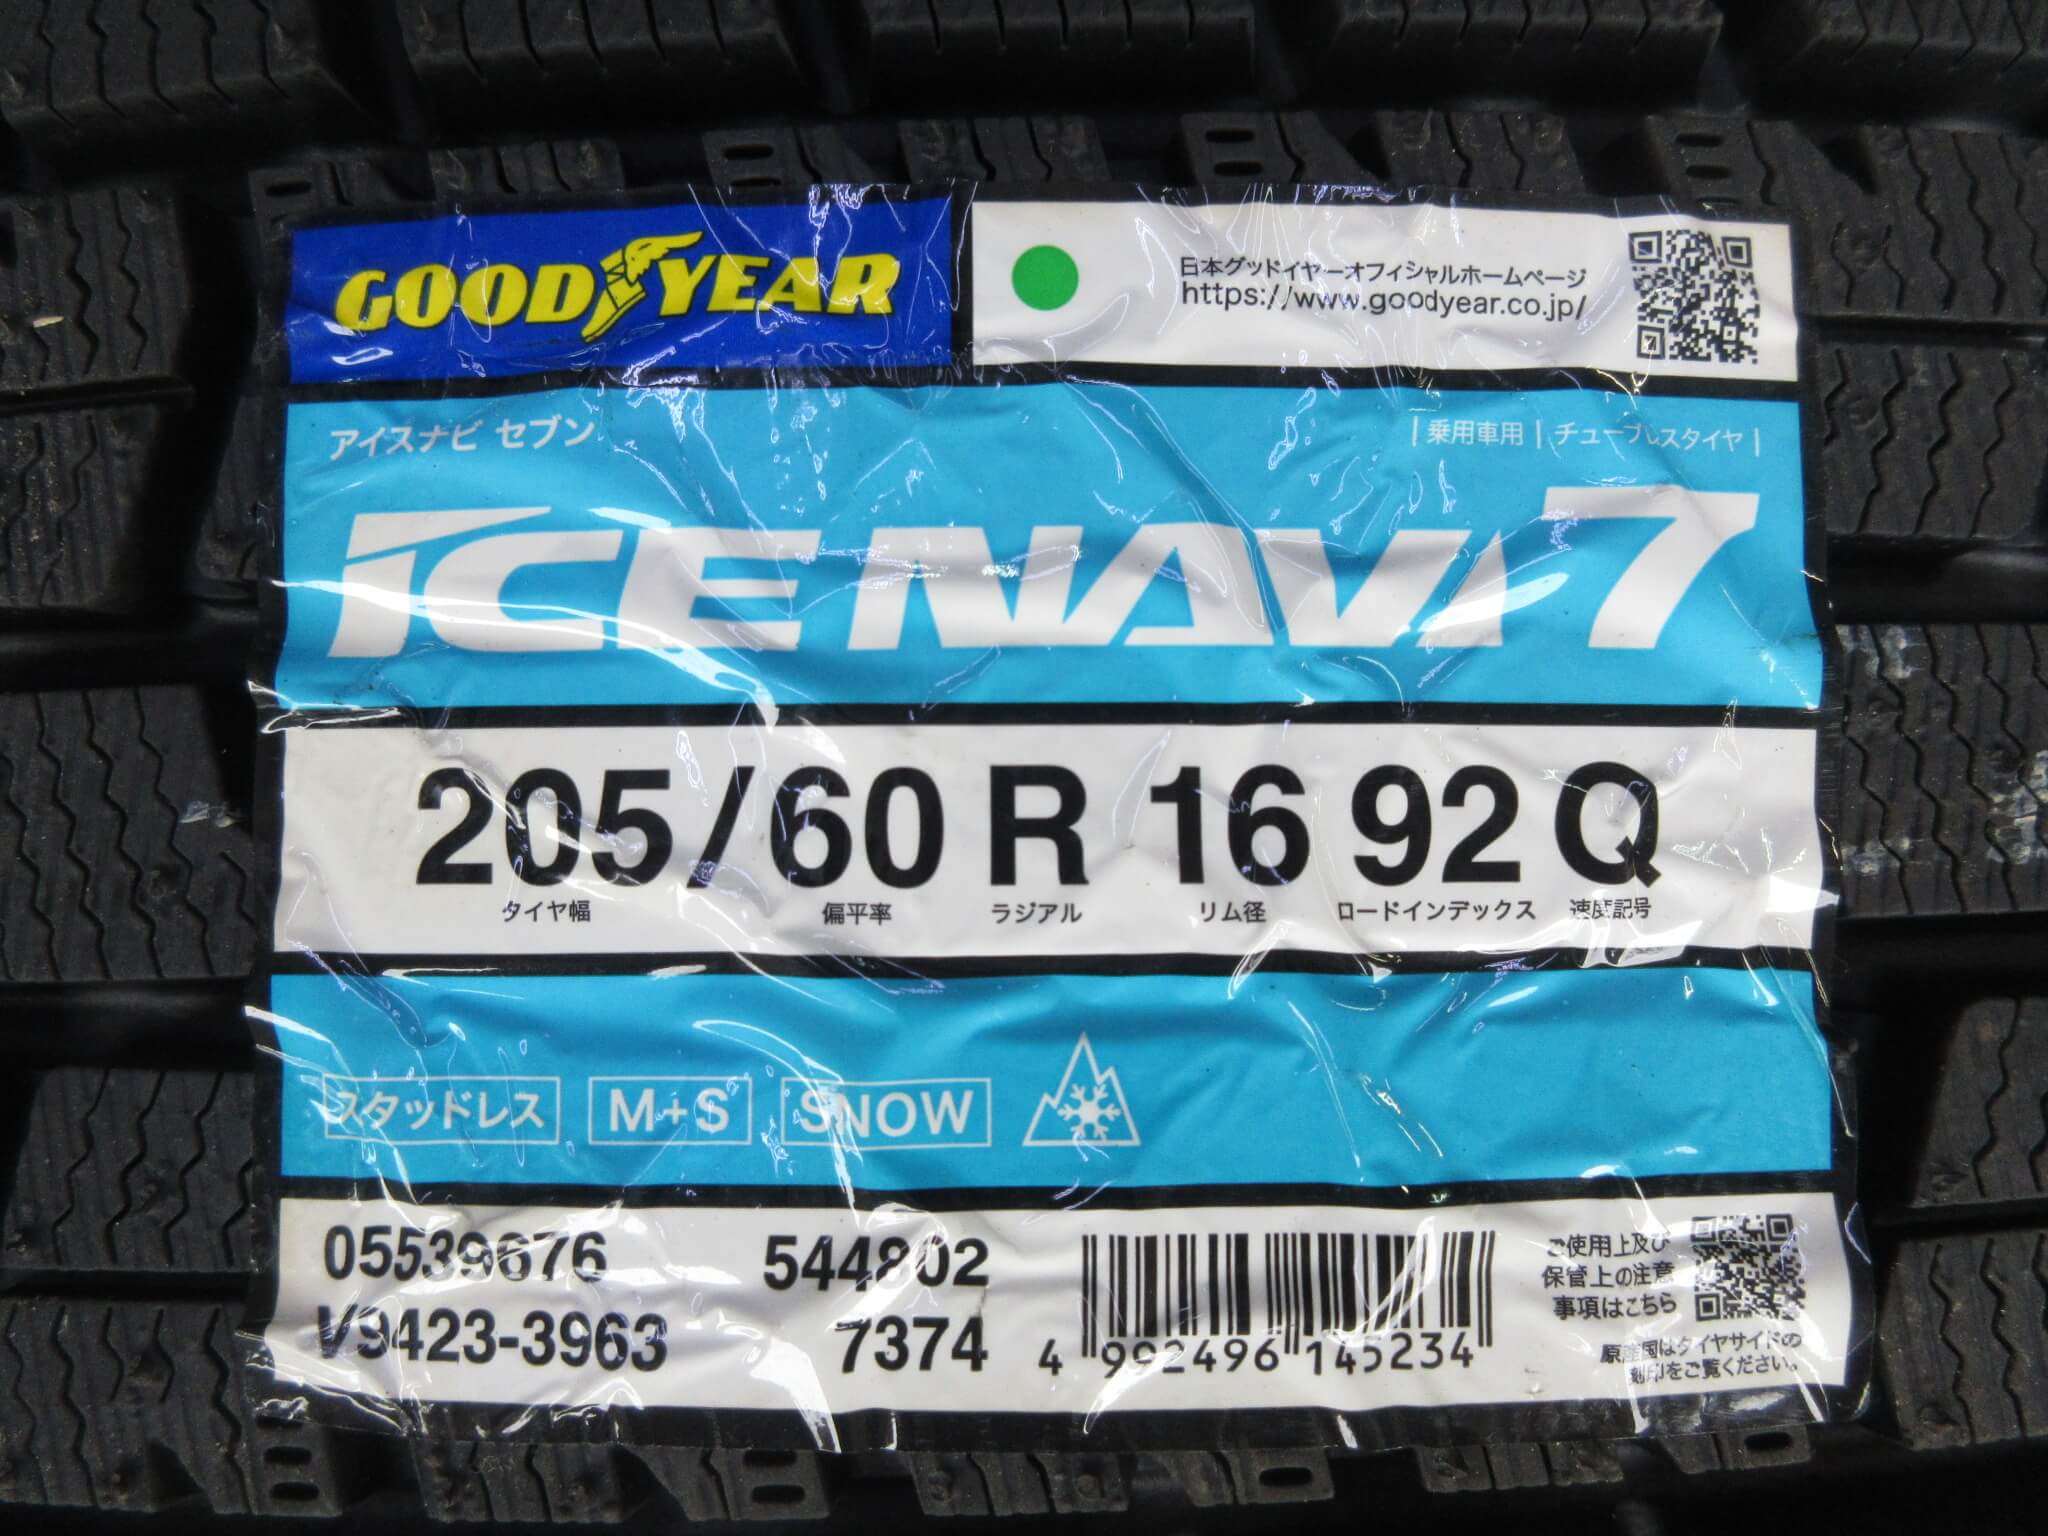 GOODYEAR
日本グッドイヤーオフィシャルホームページ
https://www.goodyear.co.jp/
アイスナビ セブン
| 乗用車用 | チューブレスタイヤ |
ICE NAVI 7
205/60 R 16 92 Q
タイヤ幅 偏平率 ラジアル リム径 ロードインデックス 速度記号
スタッドレス M+S SNOW
05539676 544802
V9423-3963 7374
4 992496 145234
ご使用上及び
保管上の注意
事項はこちら
原産国はタイヤサイドの
刻印をご覧ください。